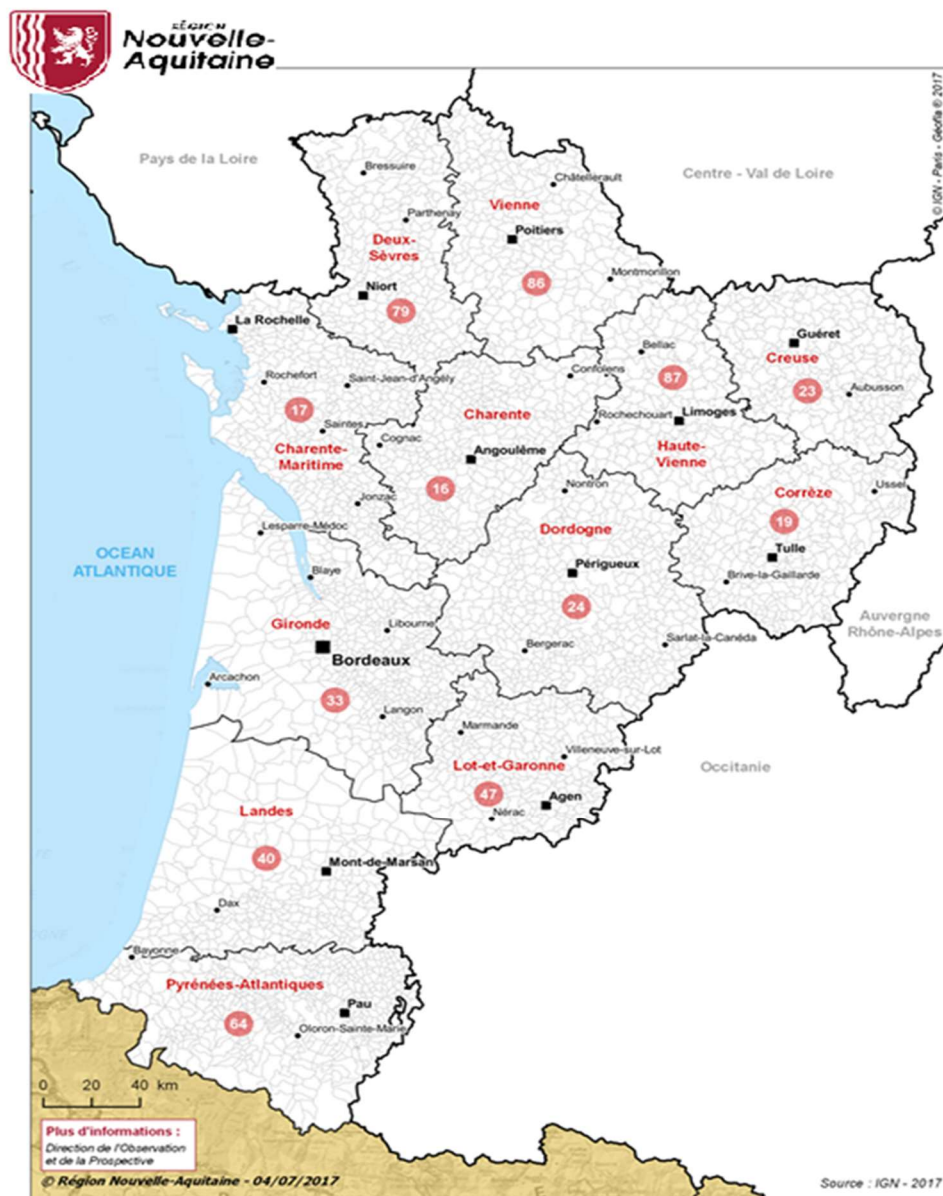 RÉGION
Nouvelle-
Aquitaine
© IGN - Paris - Géofla ® 2017
Pays de la Loire
Centre - Val de Loire
Bressuire
Châtellerault
Vienne
Parthenay
Poitiers
Deux-
Sèvres
Montmorillon
86
Niort
79
La Rochelle
Guéret
Bellac
Creuse
Rochefort
Saint-Jean-d'Angély
Confolens
87
23
Aubusson
17
Charente
Rochechouart
Limoges
Saintes
Cognac
Charente-
Maritime
Angoulême
Haute-
Vienne
16
Nontron
Corrèze
Ussel
Jonzac
19
Lesparre-Médoc
Dordogne
OCEAN
ATLANTIQUE
Tulle
Blaye
Périgueux
Brive-la-Gaillarde
24
Auvergne
Rhône-Alpes
Gironde
Libourne
Sarlat-la-Canéda
Bergerac
Bordeaux
Arcachon
33
Langon
Marmande
Villeneuve-sur-Lot
Lot-et-Garonne
Occitanie
47
Agen
Landes
Nérac
40
Mont-de-Marsan
Dax
Bayonne
Pyrénées-Atlantiques
Pau
64
Oloron-Sainte-Marie
0 20 40 km
Plus d'informations :
Direction de l'Observation
et de la Prospective
© Région Nouvelle-Aquitaine - 04/07/2017
Source : IGN - 2017